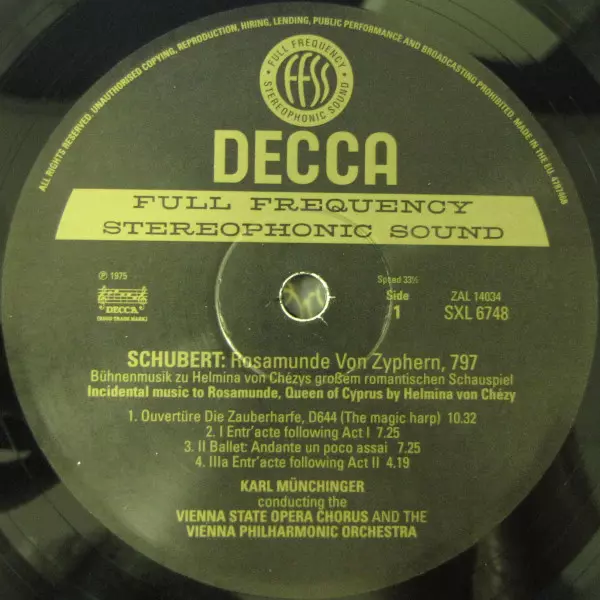 ALL RIGHTS RESERVED. UNAUTHORISED COPYING, REPRODUCTION, HIRING, LENDING, PUBLIC PERFORMANCE AND BROADCASTING PROHIBITED. MADE IN THE EU.
FULL FREQUENCY
FFSS
STEREOPHONIC SOUND
DECCA
FULL FREQUENCY
STEREOPHONIC SOUND
℗ 1975
DECCA
Speed 33⅓
Side
1
ZAL 14034
SXL 6748
SCHUBERT: Rosamunde Von Zyphern, 797
Bühnenmusik zu Helmina von Chézys großem romantischen Schauspiel
Incidental music to Rosamunde, Queen of Cyprus by Helmina von Chézy
1. Ouvertüre Die Zauberharfe, D644 (The magic harp) 10.32
2. I Entr'acte following Act I 7.25
3. II Ballet: Andante un poco assai 7.25
4. IIIa Entr'acte following Act II 4.19
KARL MÜNCHINGER
conducting the
VIENNA STATE OPERA CHORUS AND THE
VIENNA PHILHARMONIC ORCHESTRA